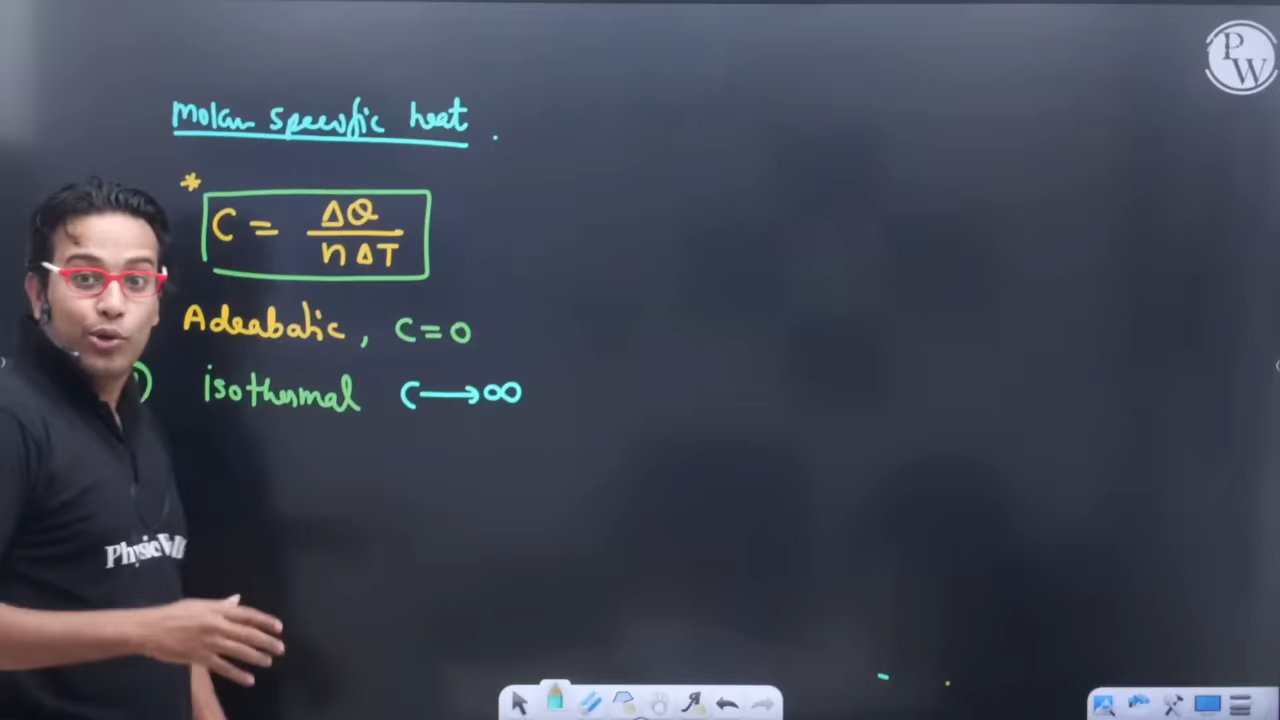 PW
Molar specific heat .
*
C = ΔQ / nΔT
Adeabatic, C=0
) isothermal C⟶∞